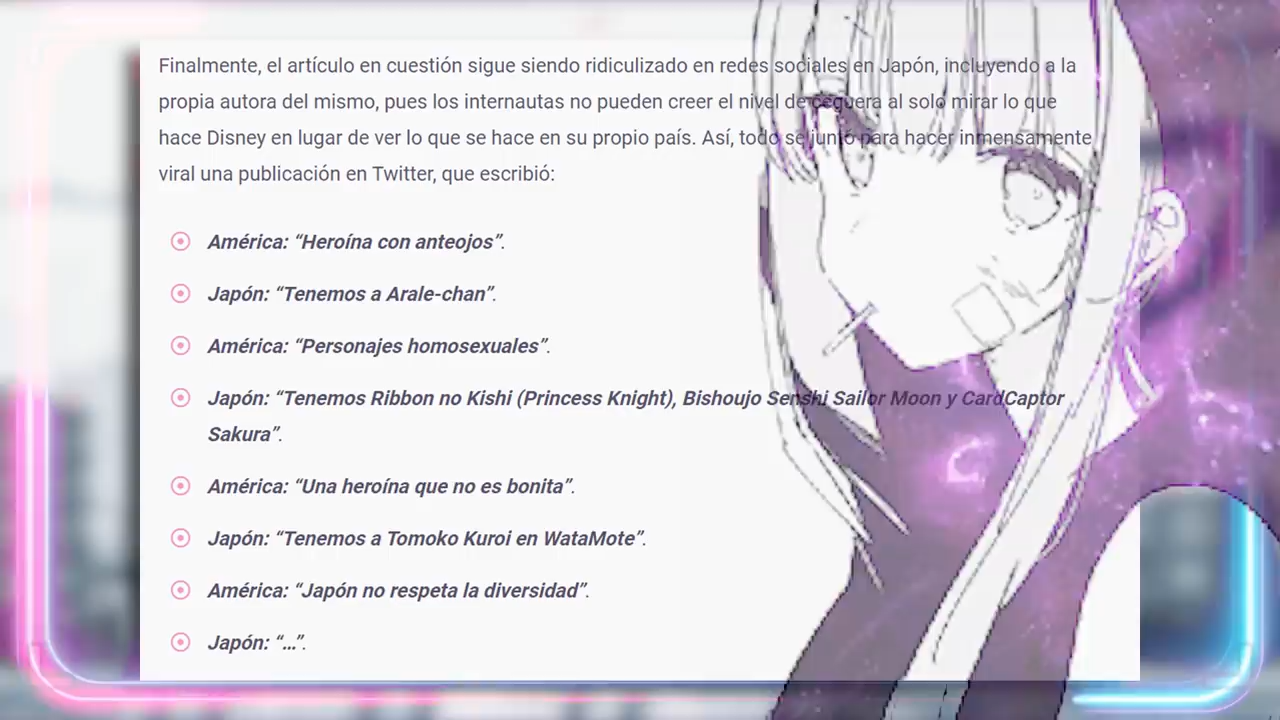 Finalmente, el artículo en cuestión sigue siendo ridiculizado en redes sociales en Japón, incluyendo a la
propia autora del mismo, pues los internautas no pueden creer el nivel de ceguera al solo mirar lo que
hace Disney en lugar de ver lo que se hace en su propio país. Así, todo se juntó para hacer inmensamente
viral una publicación en Twitter, que escribió:
América: “Heroína con anteojos”.
Japón: “Tenemos a Arale-chan”.
América: “Personajes homosexuales”.
Japón: “Tenemos Ribbon no Kishi (Princess Knight), Bishoujo Senshi Sailor Moon y CardCaptor
Sakura”.
América: “Una heroína que no es bonita”.
Japón: “Tenemos a Tomoko Kuroi en WataMote”.
América: “Japón no respeta la diversidad”.
Japón: “…”.